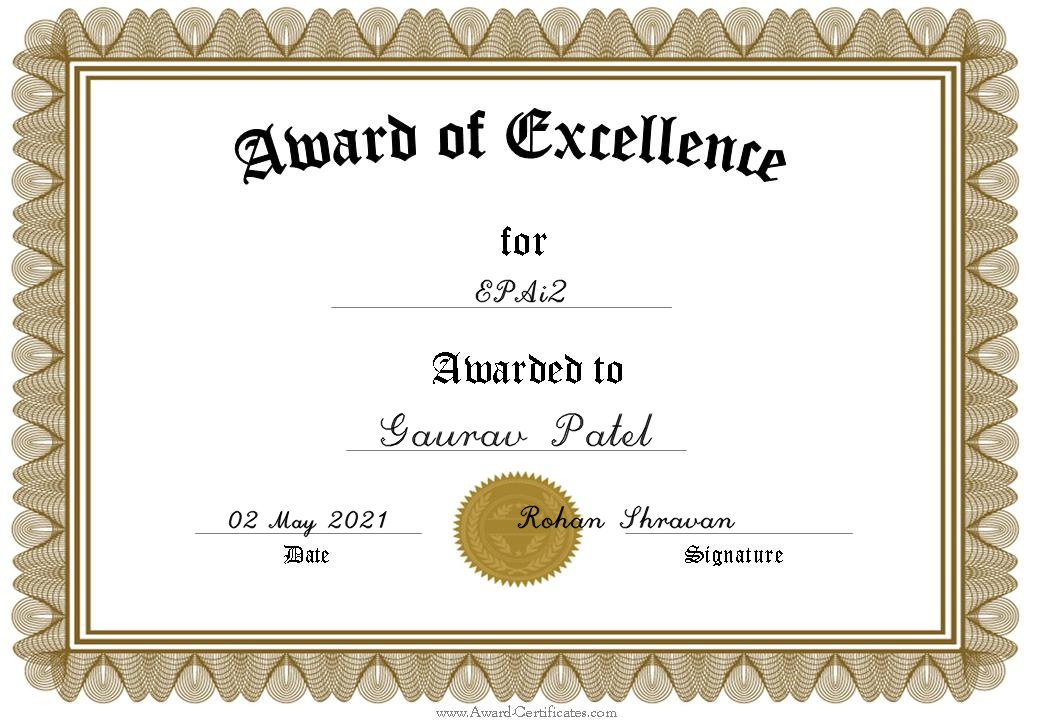 Award of Excellence
for
EPAi2
Awarded to
Gaurav Patel
02 May 2021 Rohan Shravan
Date Signature
www.Award-Certificates.com